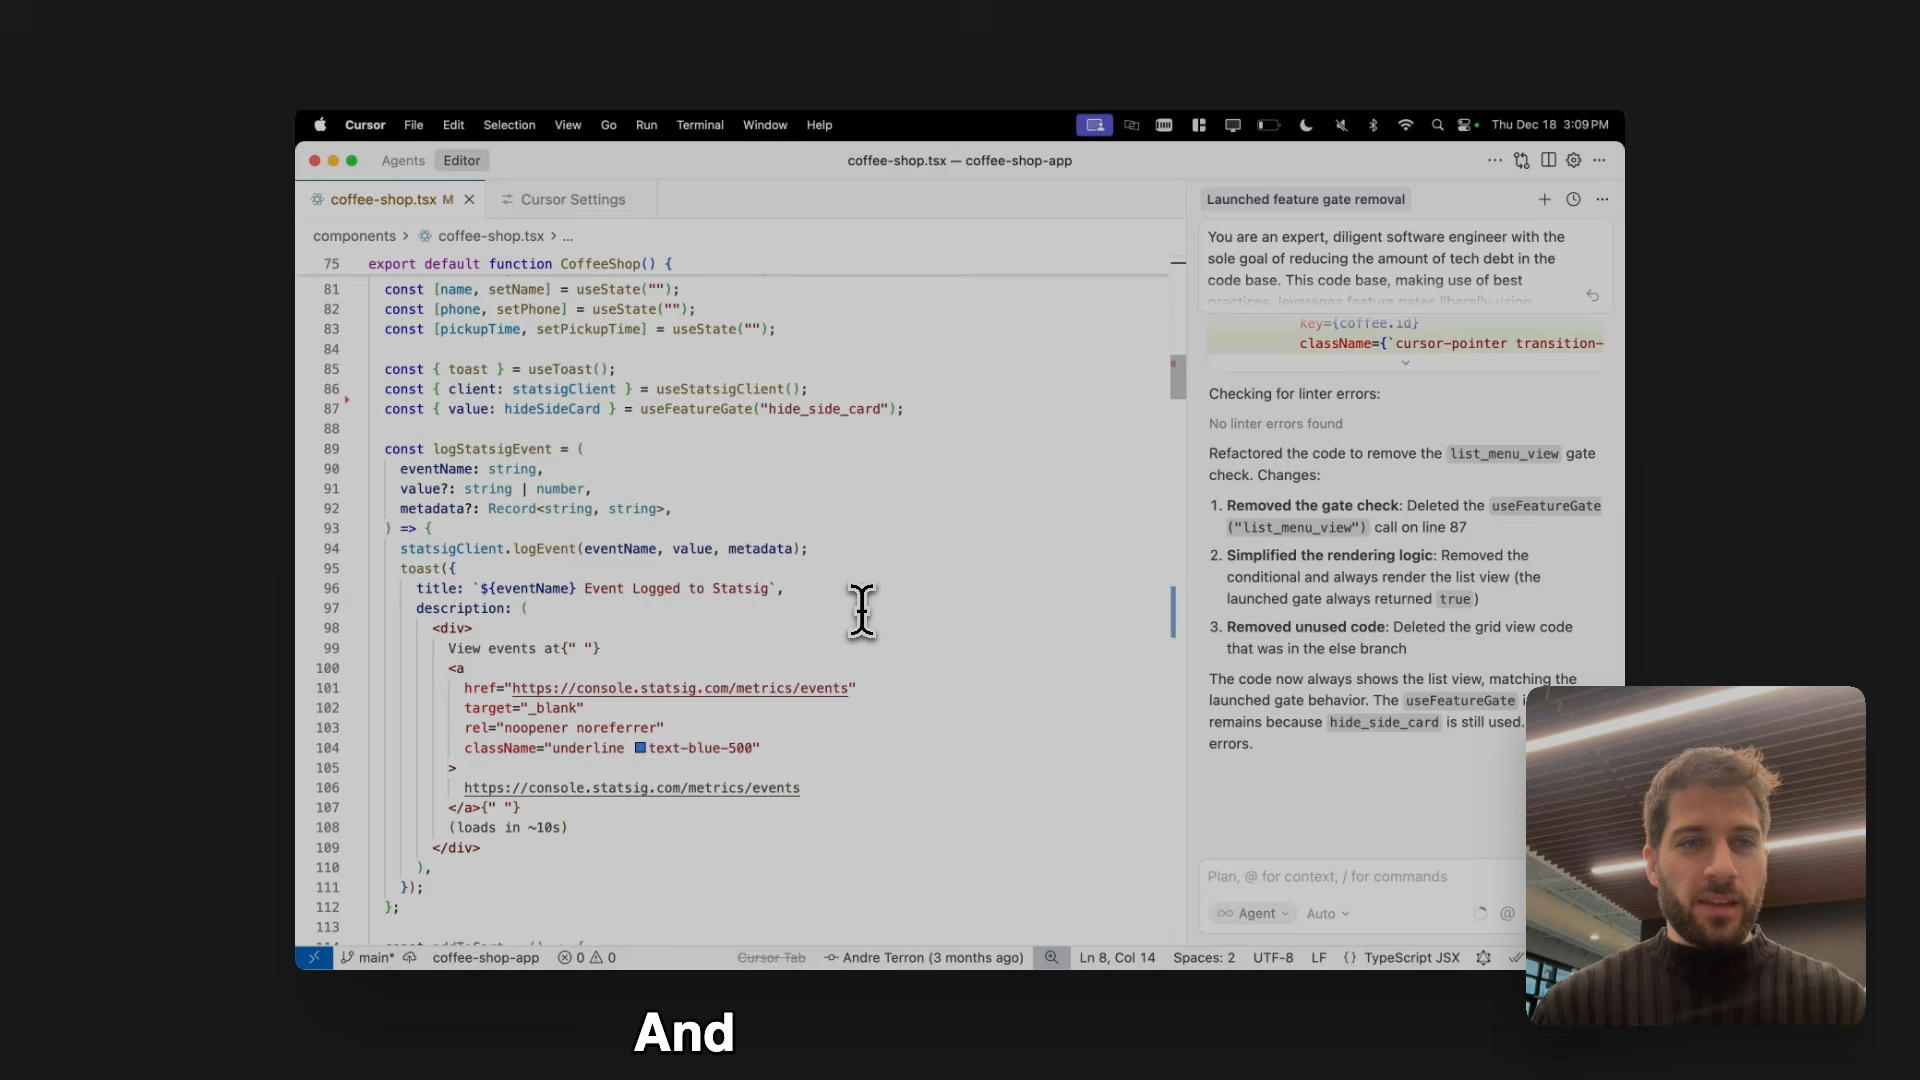 Cursor File Edit Selection View Go Run Terminal Window Help Thu Dec 18 3:09 PM
Agents Editor coffee-shop.tsx — coffee-shop-app
coffee-shop.tsx M Cursor Settings
components > coffee-shop.tsx > ...
75 export default function CoffeeShop() {
81 const [name, setName] = useState("");
82 const [phone, setPhone] = useState("");
83 const [pickupTime, setPickupTime] = useState("");
84
85 const { toast } = useToast();
86 const { client: statsigClient } = useStatsigClient();
87 const { value: hideSideCard } = useFeatureGate("hide_side_card");
88
89 const logStatsigEvent = (
90 eventName: string,
91 value?: string | number,
92 metadata?: Record<string, string>,
93 ) => {
94 statsigClient.logEvent(eventName, value, metadata);
95 toast({
96 title: `${eventName} Event Logged to Statsig`,
97 description: (
98 <div>
99 View events at{" "}
100 <a
101 href="https://console.statsig.com/metrics/events"
102 target="_blank"
103 rel="noopener noreferrer"
104 className="underline text-blue-500"
105 >
106 https://console.statsig.com/metrics/events
107 </a>{" "}
108 (loads in ~10s)
109 </div>
110 ),
111 });
112 };
113
Launched feature gate removal
You are an expert, diligent software engineer with the
sole goal of reducing the amount of tech debt in the
code base. This code base, making use of best
practices, leverages feature gates liberally using
key={coffee.id}
className={`cursor-pointer transition-
Checking for linter errors:
No linter errors found
Refactored the code to remove the list_menu_view gate
check. Changes:
1. Removed the gate check: Deleted the useFeatureGate
("list_menu_view") call on line 87
2. Simplified the rendering logic: Removed the
conditional and always render the list view (the
launched gate always returned true)
3. Removed unused code: Deleted the grid view code
that was in the else branch
The code now always shows the list view, matching the
launched gate behavior. The useFeatureGate i
remains because hide_side_card is still used.
errors.
Plan, @ for context, / for commands
Agent Auto
main* coffee-shop-app 0 0 Cursor Tab Andre Terron (3 months ago) Ln 8, Col 14 Spaces: 2 UTF-8 LF {} TypeScript JSX
And